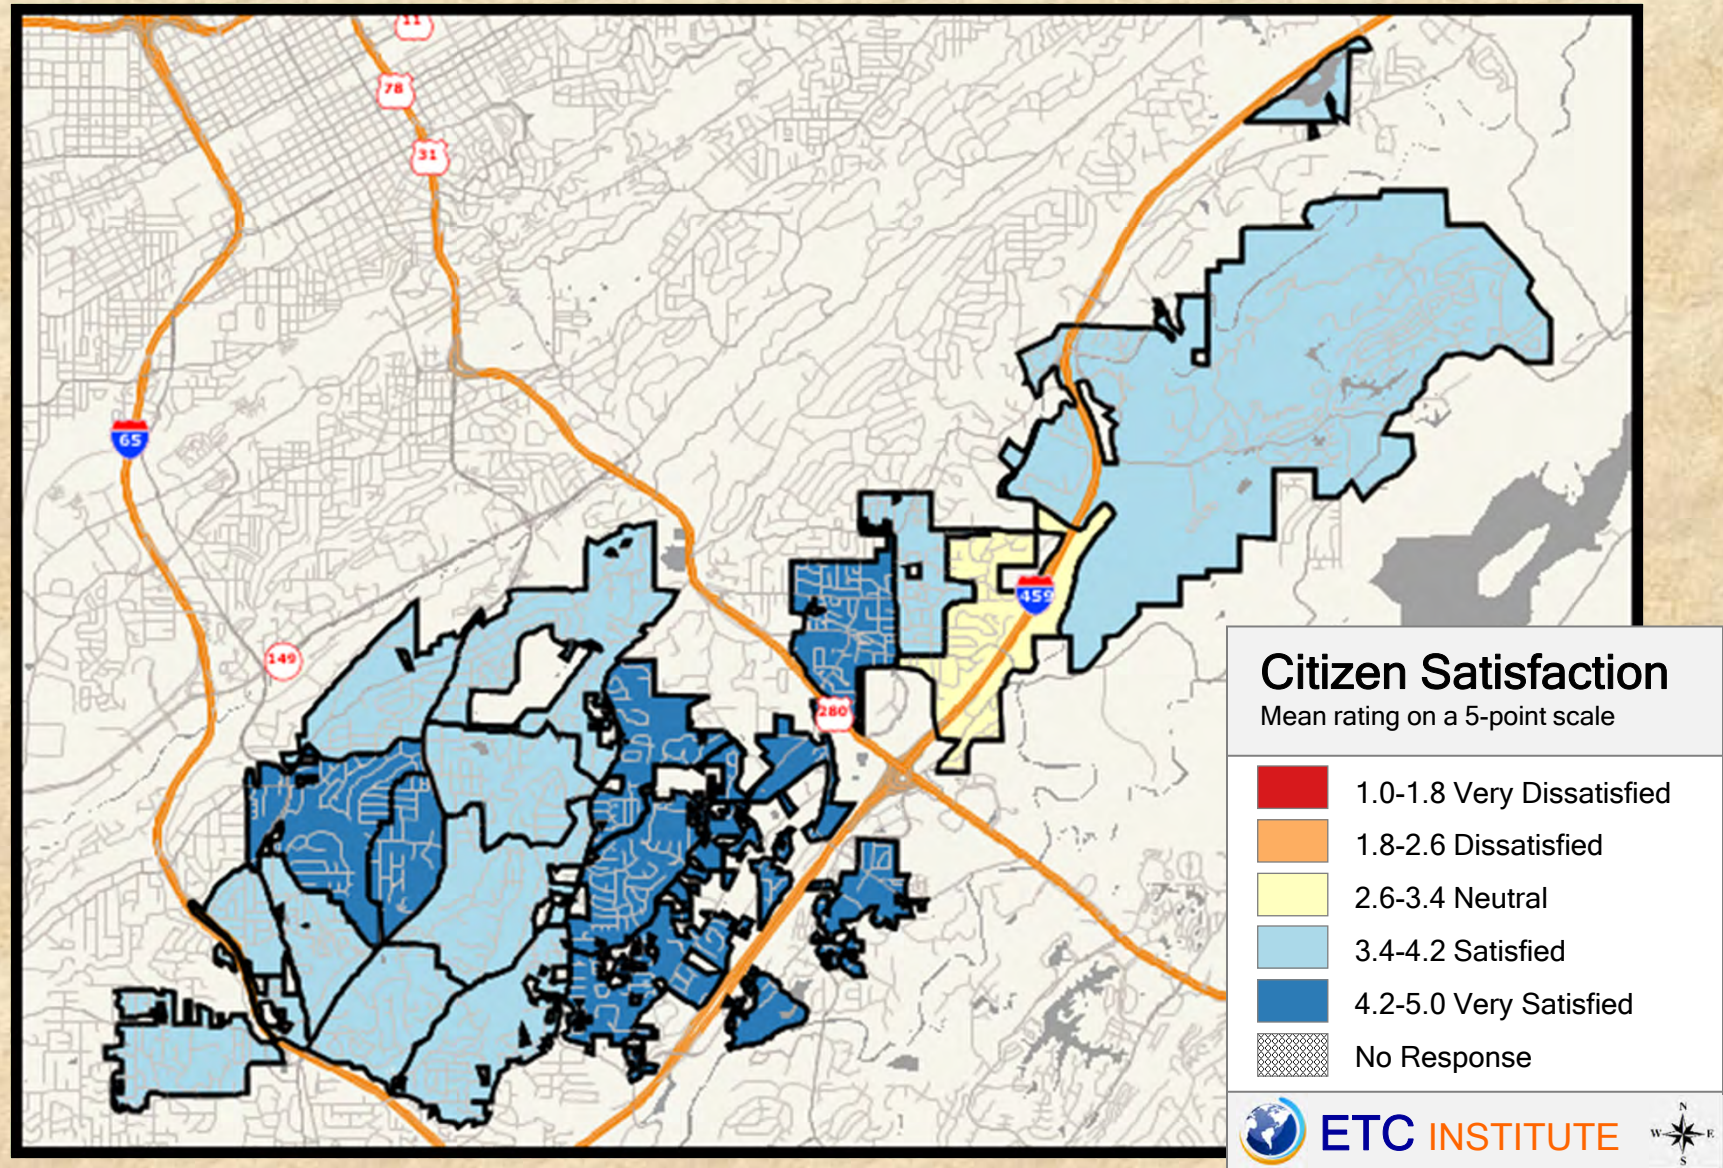 11
78
31
65
149
280
459
Citizen Satisfaction
Mean rating on a 5-point scale
1.0-1.8 Very Dissatisfied
1.8-2.6 Dissatisfied
2.6-3.4 Neutral
3.4-4.2 Satisfied
4.2-5.0 Very Satisfied
No Response
ETC INSTITUTE
N
W E
S